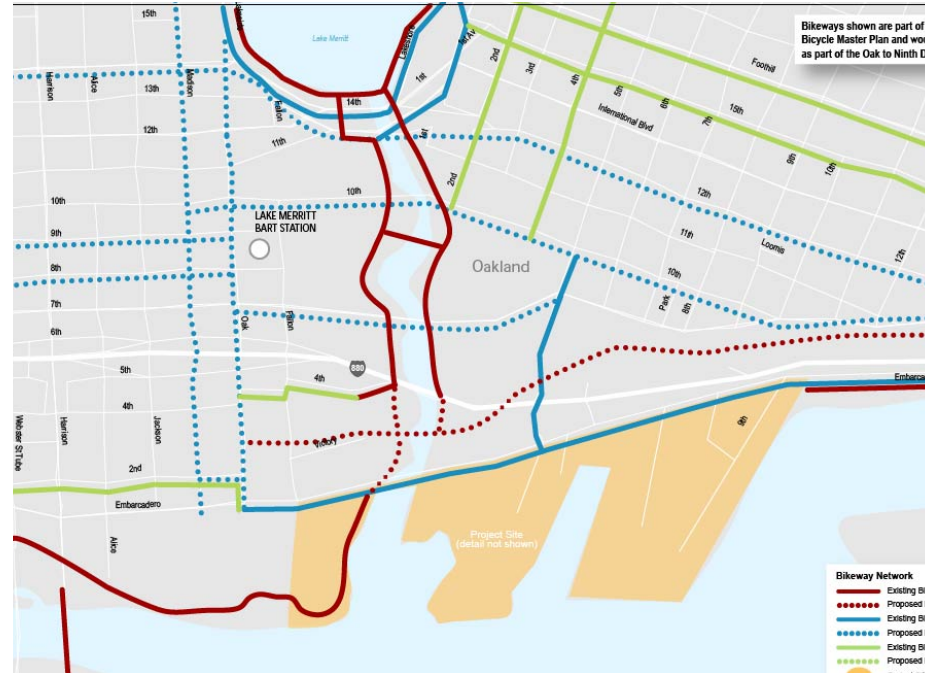 15th
Lakeside
Lake Merritt
Lakeshore
1st Av
2nd
3rd
4th
Bikeways shown are part of
Bicycle Master Plan and wou
as part of the Oak to Ninth D
Foothill
Harrison
Alice
Madison
13th
14th
Fallon
1st
5th
6th
7th
15th
International Blvd
12th
11th
1st
9th
10th
10th
2nd
12th
10th
LAKE MERRITT
BART STATION
9th
8th
Oakland
11th
Loomis
12th
10th
Park
8th
7th
6th
Oak
Fallon
880
5th
4th
4th
Embarca
Webster St Tube
Harrison
Jackson
Victory
9th
2nd
Embarcadero
Alice
Project Site
(detail not shown)
Bikeway Network
Existing Bi
Proposed
Existing Bi
Proposed
Existing Bi
Proposed